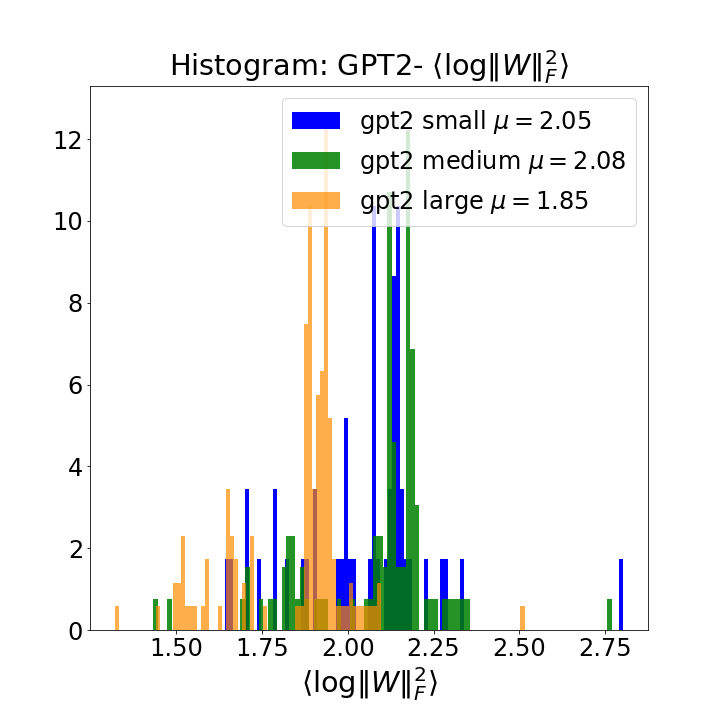 Histogram: GPT2- ⟨log‖W‖²_F⟩
gpt2 small μ = 2.05
gpt2 medium μ = 2.08
gpt2 large μ = 1.85
12
10
8
6
4
2
0
1.50 1.75 2.00 2.25 2.50 2.75
⟨log‖W‖²_F⟩